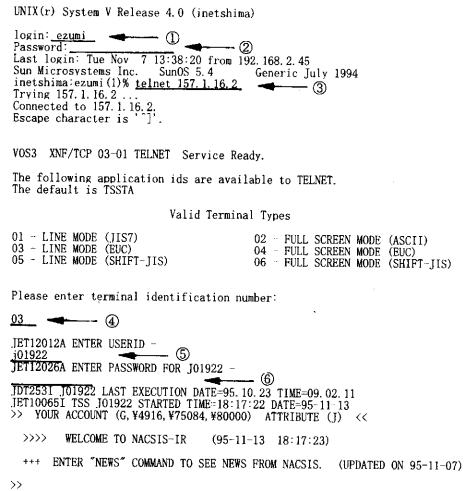 UNIX(r) System V Release 4.0 (inetshima)
login: ezumi ①
Password: ②
Last login: Tue Nov 7 13:38:20 from 192.168.2.45
Sun Microsystems Inc. SunOS 5.4 Generic July 1994
inetshima:ezumi(1)% telnet 157.1.16.2 ③
Trying 157.1.16.2 ...
Connected to 157.1.16.2.
Escape character is '^]'.
VOS3 XNF/TCP 03-01 TELNET Service Ready.
The following application ids are available to TELNET.
The default is TSSTA
Valid Terminal Types
01 - LINE MODE (JIS7) 02 - FULL SCREEN MODE (ASCII)
03 - LINE MODE (EUC) 04 - FULL SCREEN MODE (EUC)
05 - LINE MODE (SHIFT-JIS) 06 - FULL SCREEN MODE (SHIFT-JIS)
Please enter terminal identification number:
03 ④
JET12012A ENTER USERID -
j01922 ⑤
JET12026A ENTER PASSWORD FOR J01922 -
⑥
JDT253I J01922 LAST EXECUTION DATE=95.10.23 TIME=09.02.11
JET10065I TSS J01922 STARTED TIME=18:17:22 DATE=95-11-13
>> YOUR ACCOUNT (G,¥4916,¥75084,¥80000) ATTRIBUTE (J) <<
>>>> WELCOME TO NACSIS-IR (95-11-13 18:17:23)
+++ ENTER "NEWS" COMMAND TO SEE NEWS FROM NACSIS. (UPDATED ON 95-11-07)
>>